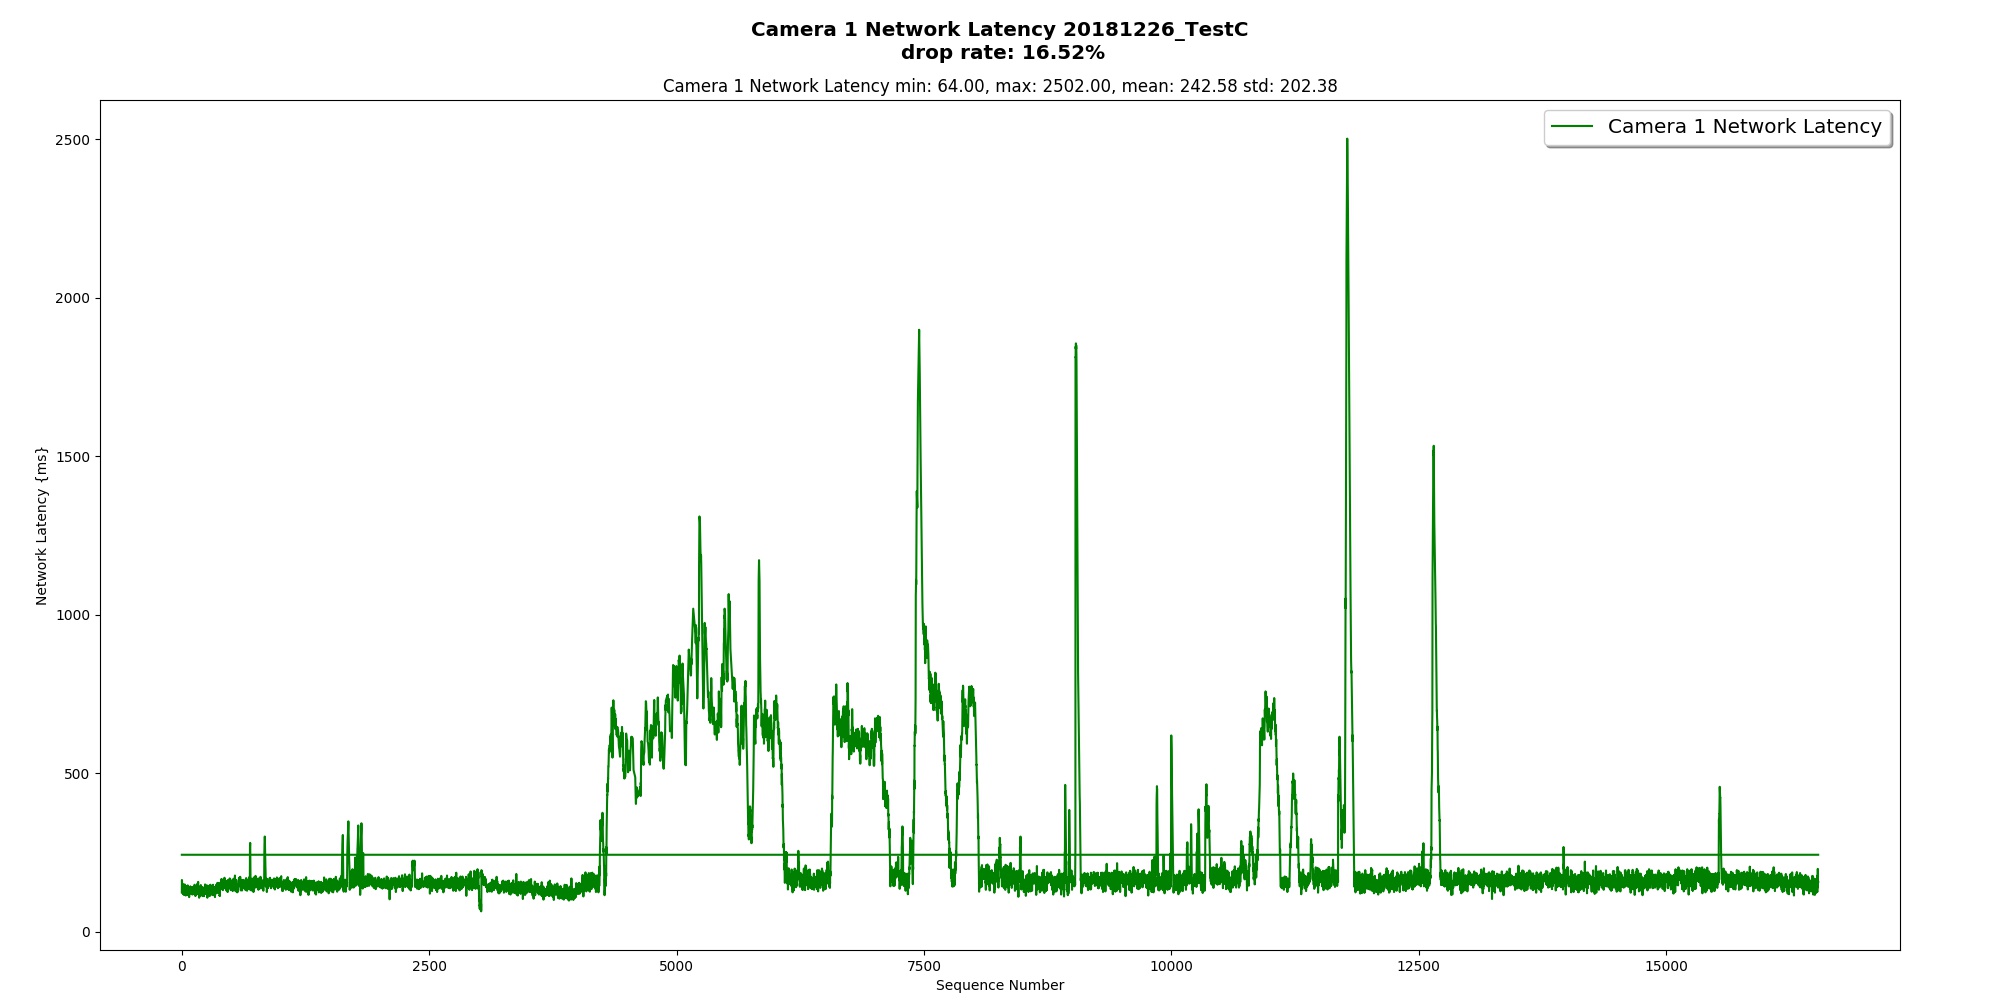 Camera 1 Network Latency 20181226_TestC
drop rate: 16.52%
Camera 1 Network Latency min: 64.00, max: 2502.00, mean: 242.58 std: 202.38
Camera 1 Network Latency
2500
2000
1500
1000
500
0
Network Latency {ms}
0 2500 5000 7500 10000 12500 15000
Sequence Number